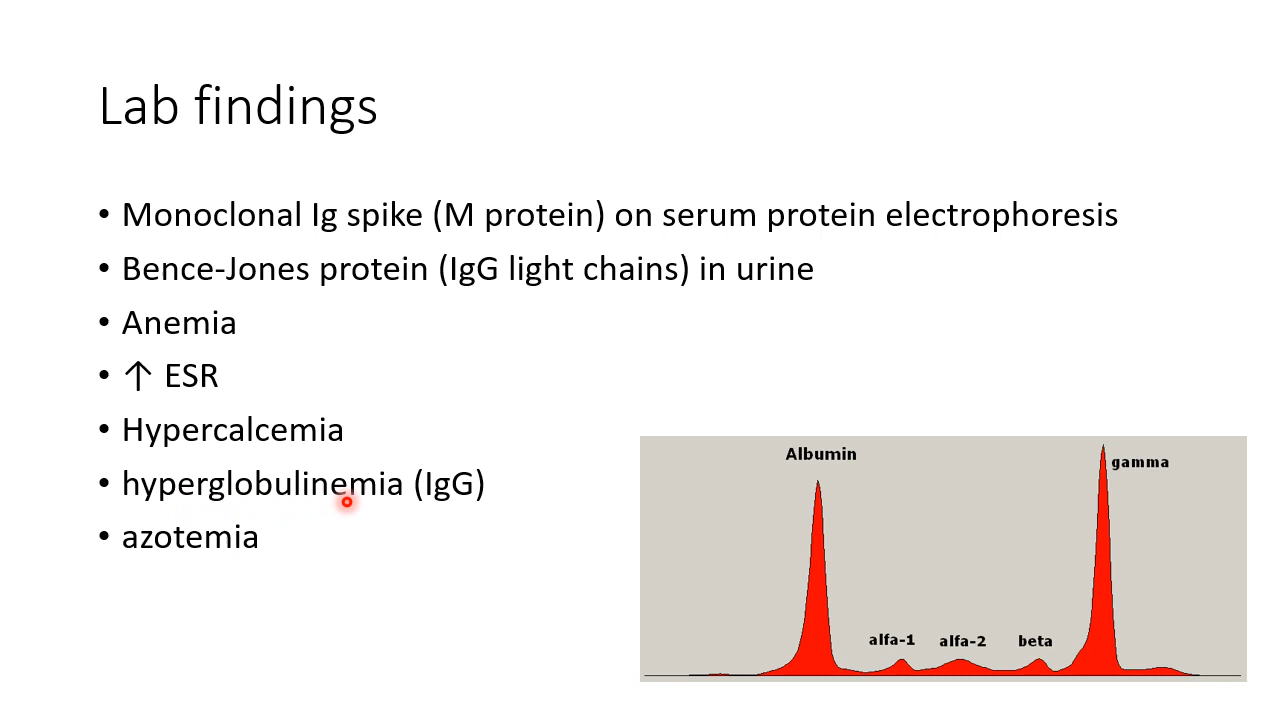 Lab findings
• Monoclonal Ig spike (M protein) on serum protein electrophoresis
• Bence-Jones protein (IgG light chains) in urine
• Anemia
• ↑ ESR
• Hypercalcemia
• hyperglobulinemia (IgG)
• azotemia
Albumin
gamma
alfa-1
alfa-2
beta